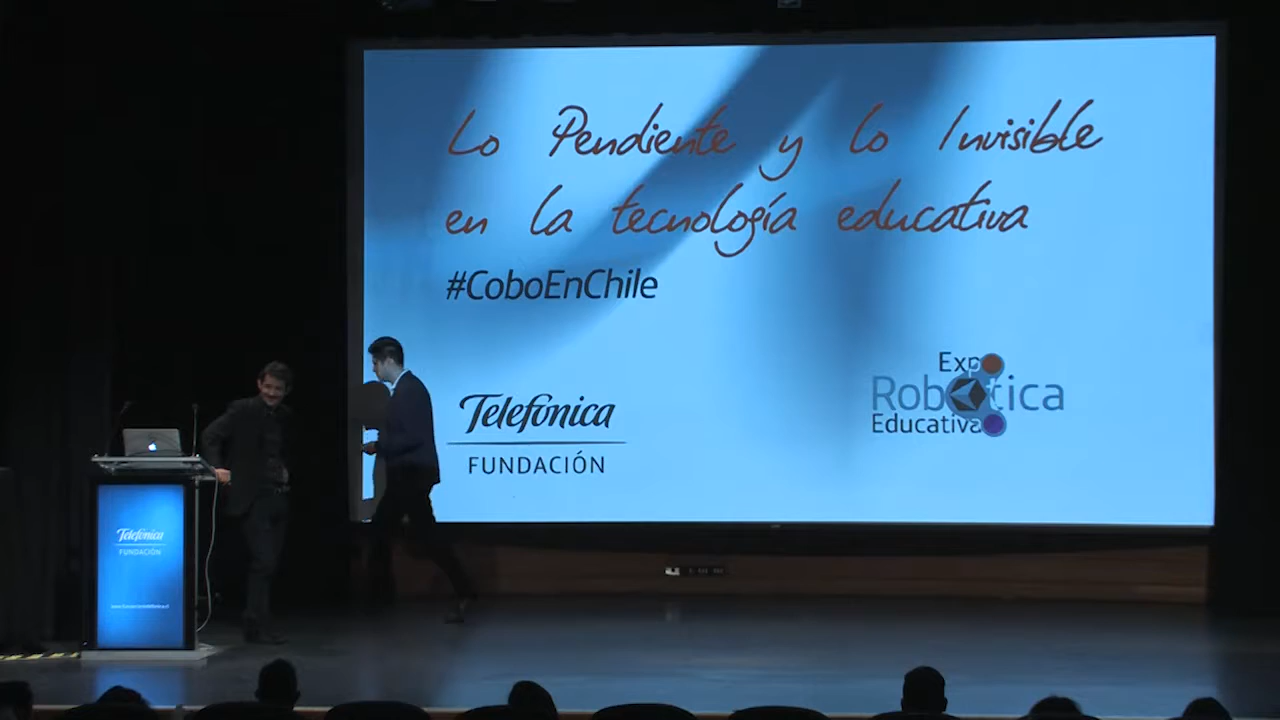 Lo Pendiente y lo Invisible
en la tecnología educativa
#CoboEnChile
Telefónica
FUNDACIÓN
Expo
Robótica
Educativa
Telefónica
FUNDACIÓN